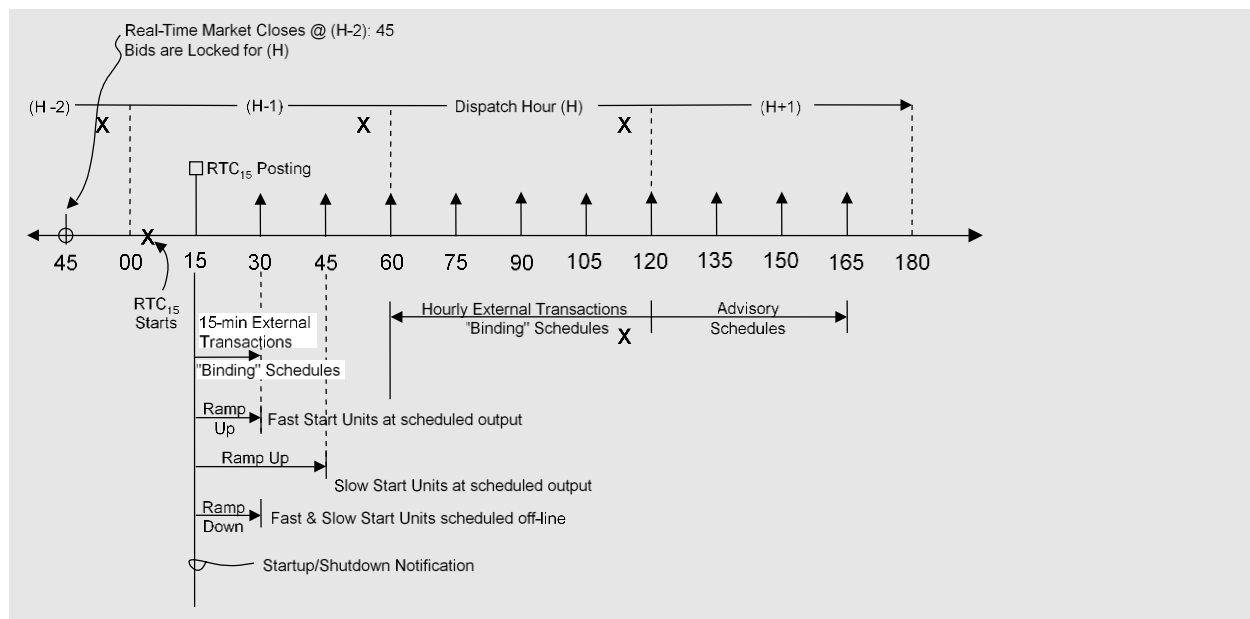 Real-Time Market Closes @ (H-2): 45
Bids are Locked for (H)
(H -2) (H-1) Dispatch Hour (H) (H+1)
X X X
RTC15 Posting
X
45 00 15 30 45 60 75 90 105 120 135 150 165 180
RTC15
Starts
15-min External
Transactions
"Binding" Schedules
Hourly External Transactions
"Binding" Schedules X
Advisory
Schedules
Ramp
Up
Fast Start Units at scheduled output
Ramp Up
Slow Start Units at scheduled output
Ramp
Down
Fast & Slow Start Units scheduled off-line
Startup/Shutdown Notification